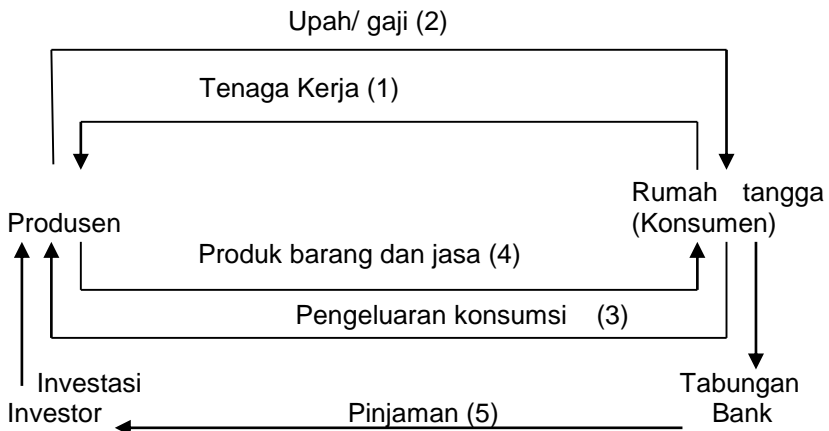 Upah/ gaji (2)
Tenaga Kerja (1)
Rumah tangga
Produsen (Konsumen)
Produk barang dan jasa (4)
Pengeluaran konsumsi (3)
Investasi Tabungan
Investor Pinjaman (5) Bank